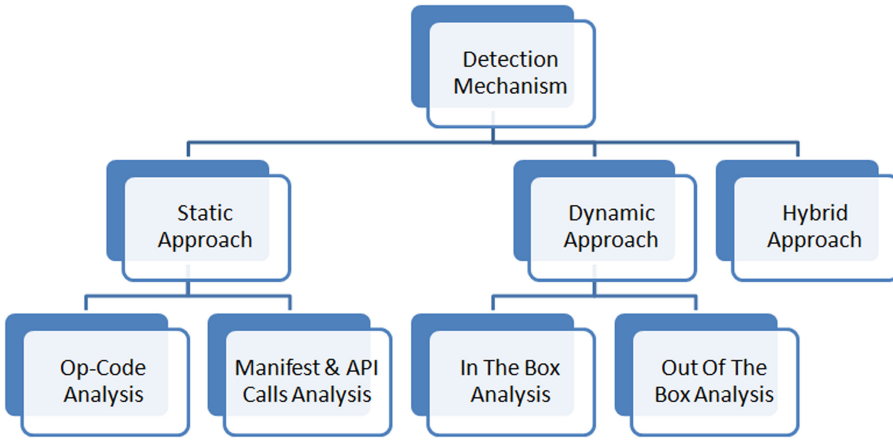 Detection
Mechanism
Static
Approach
Dynamic
Approach
Hybrid
Approach
Op-Code
Analysis
Manifest & API
Calls Analysis
In The Box
Analysis
Out Of The
Box Analysis